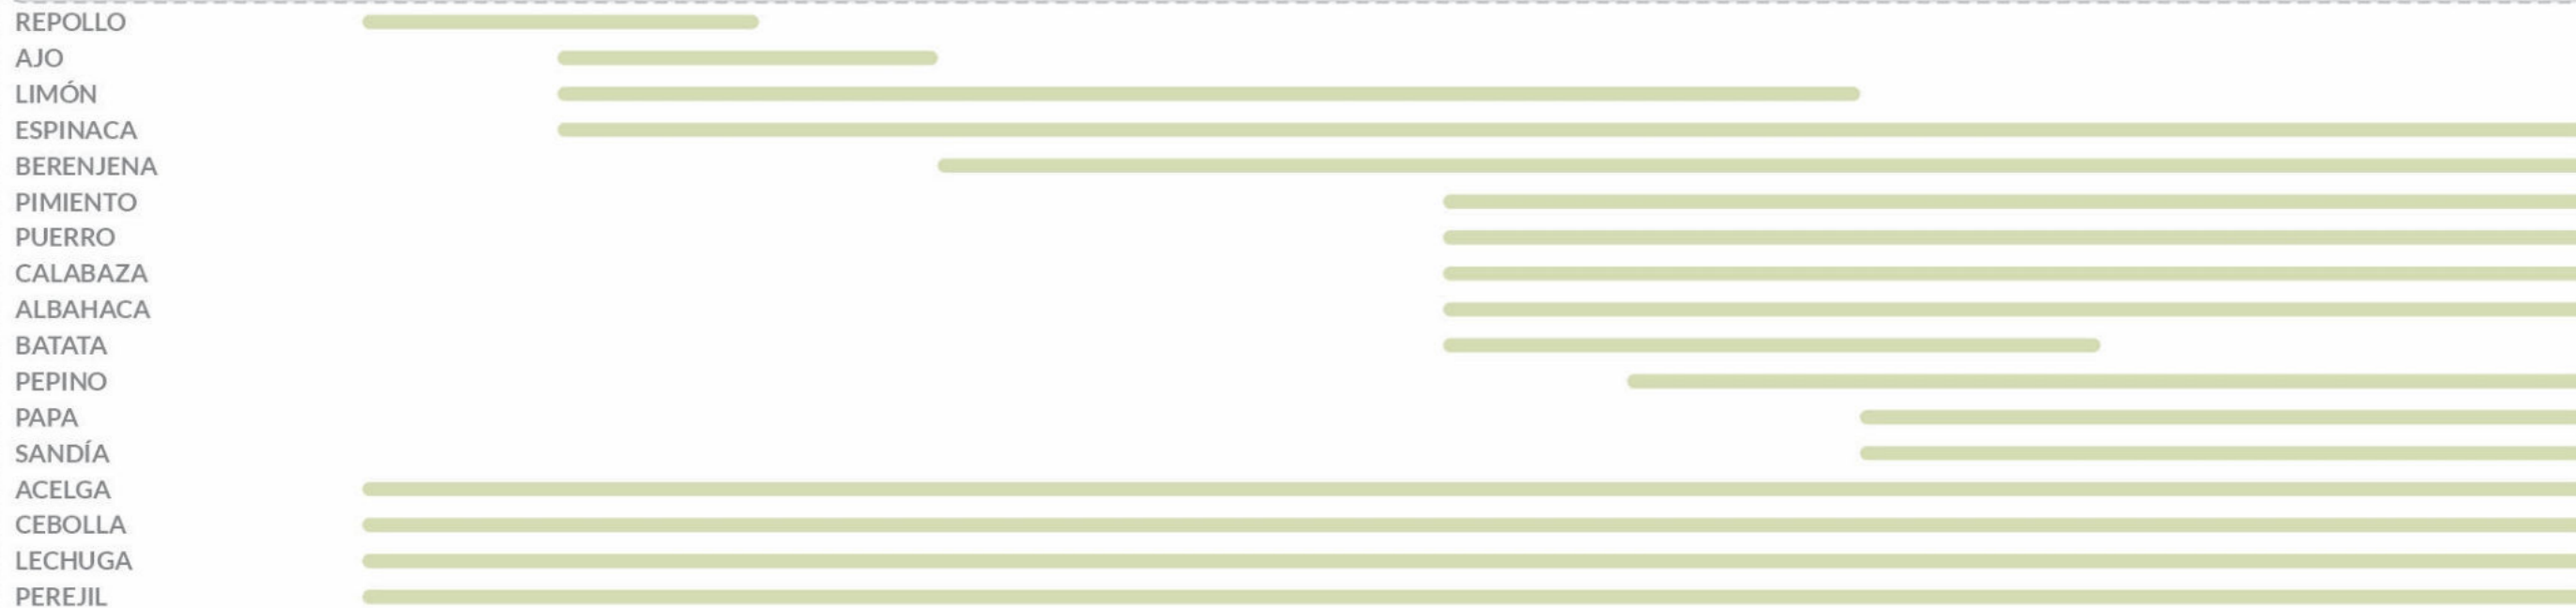 REPOLLO
AJO
LIMÓN
ESPINACA
BERENJENA
PIMIENTO
PUERRO
CALABAZA
ALBAHACA
BATATA
PEPINO
PAPA
SANDÍA
ACELGA
CEBOLLA
LECHUGA
PEREJIL